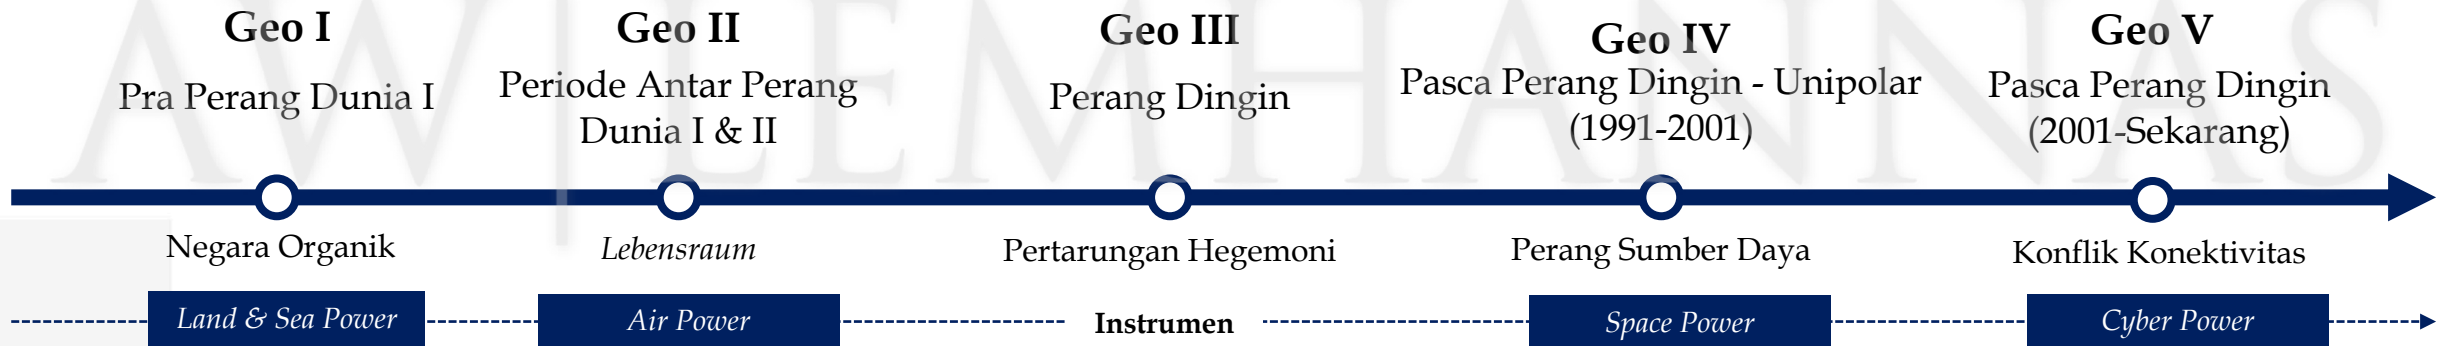 Geo I
Pra Perang Dunia I
Negara Organik
Land & Sea Power
Geo II
Periode Antar Perang
Dunia I & II
Lebensraum
Air Power
Geo III
Perang Dingin
Pertarungan Hegemoni
Instrumen
Geo IV
Pasca Perang Dingin - Unipolar
(1991-2001)
Perang Sumber Daya
Space Power
Geo V
Pasca Perang Dingin
(2001-Sekarang)
Konflik Konektivitas
Cyber Power
AW | LEMHANNAS